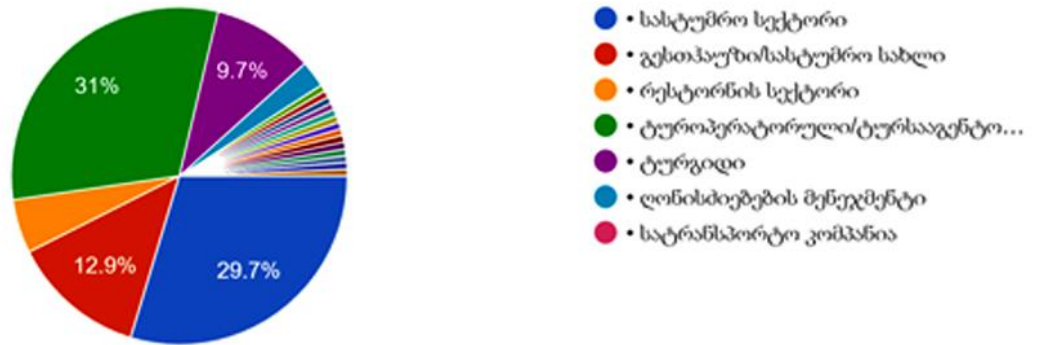 31%
9.7%
12.9%
29.7%
• სასტუმრო სექტორი
• გესთჰაუზი/სასტუმრო სახლი
• რესტორნის სექტორი
• ტუროპერატორული/ტურსააგენტო...
• ტურგიდი
• ღონისძიებების მენეჯმენტი
• სატრანსპორტო კომპანია